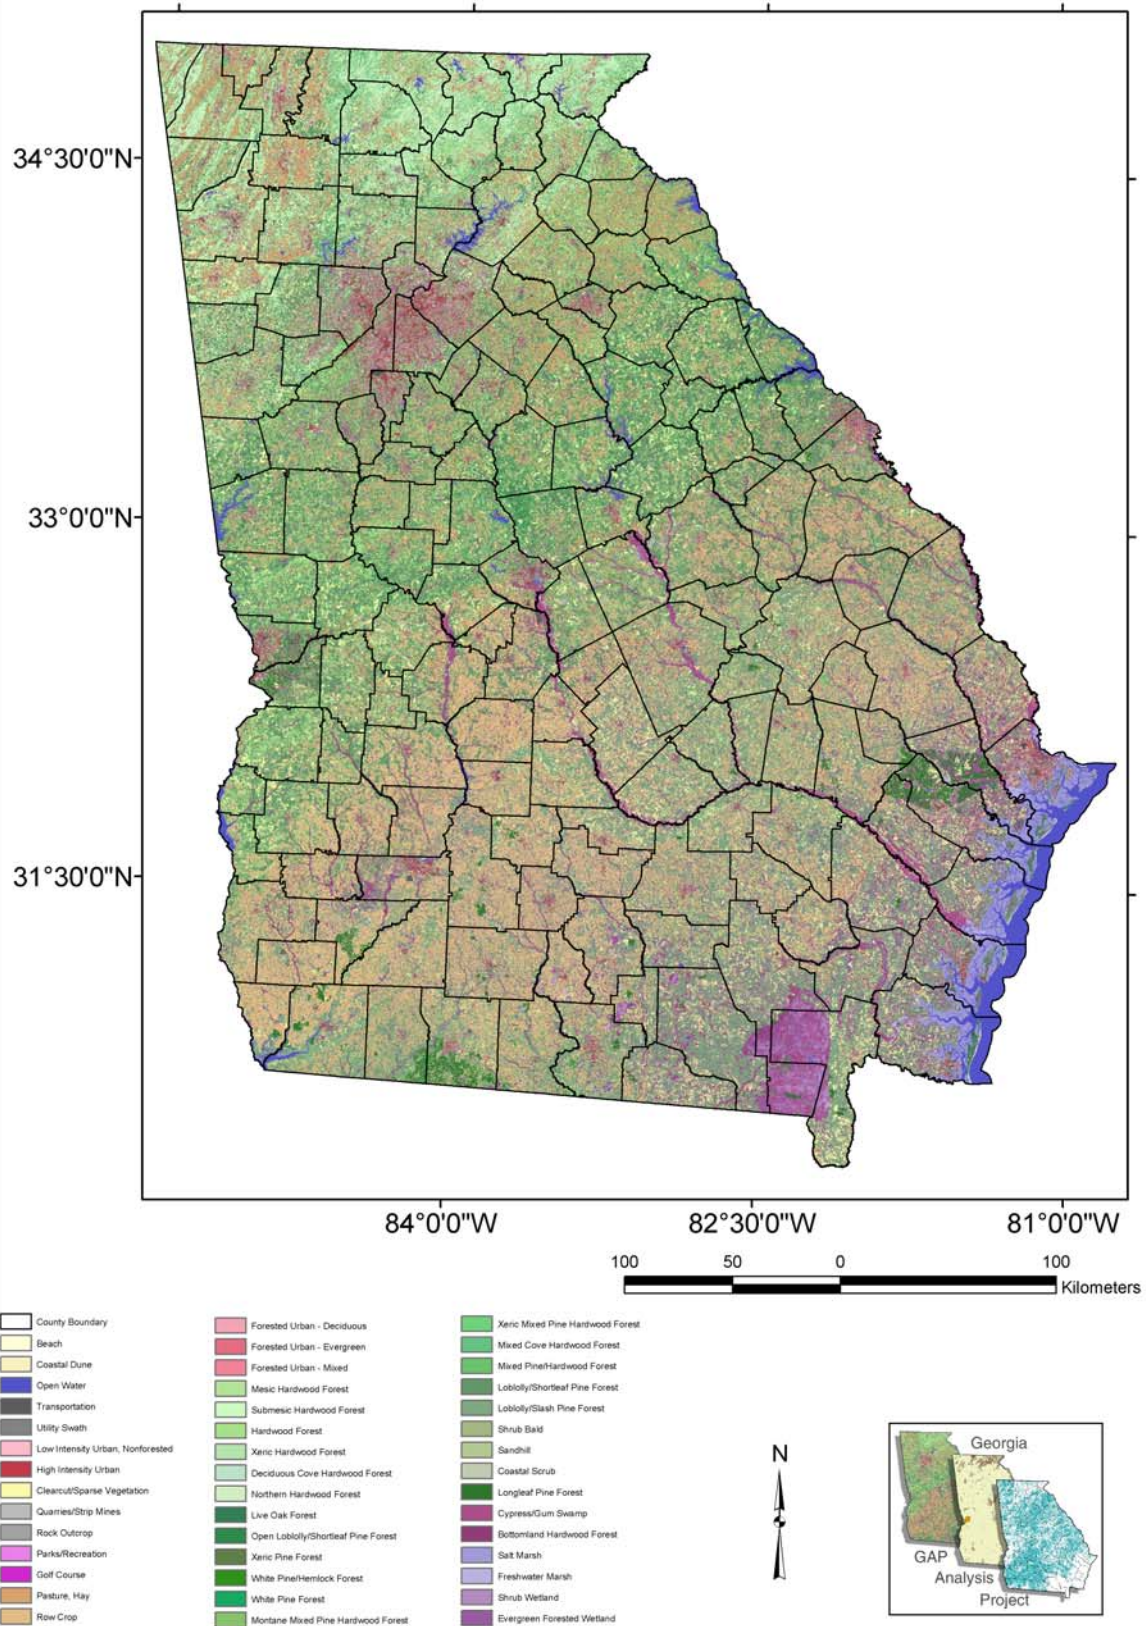 34°30'0"N
33°0'0"N
31°30'0"N
84°0'0"W
82°30'0"W
81°0'0"W
100
50
0
100
Kilometers
County Boundary
Beach
Coastal Dune
Open Water
Transportation
Utility Swath
Low Intensity Urban, Nonforested
High Intensity Urban
Clearcut/Sparse Vegetation
Quarries/Strip Mines
Rock Outcrop
Parks/Recreation
Golf Course
Pasture, Hay
Row Crop
Forested Urban - Deciduous
Forested Urban - Evergreen
Forested Urban - Mixed
Mesic Hardwood Forest
Submesic Hardwood Forest
Hardwood Forest
Xeric Hardwood Forest
Deciduous Cove Hardwood Forest
Northern Hardwood Forest
Live Oak Forest
Open Loblolly/Shortleaf Pine Forest
Xeric Pine Forest
White Pine/Hemlock Forest
White Pine Forest
Montane Mixed Pine Hardwood Forest
Xeric Mixed Pine Hardwood Forest
Mixed Cove Hardwood Forest
Mixed Pine/Hardwood Forest
Loblolly/Shortleaf Pine Forest
Loblolly/Slash Pine Forest
Shrub Bald
Sandhill
Coastal Scrub
Longleaf Pine Forest
Cypress/Gum Swamp
Bottomland Hardwood Forest
Salt Marsh
Freshwater Marsh
Shrub Wetland
Evergreen Forested Wetland
N
Georgia
GAP
Analysis
Project